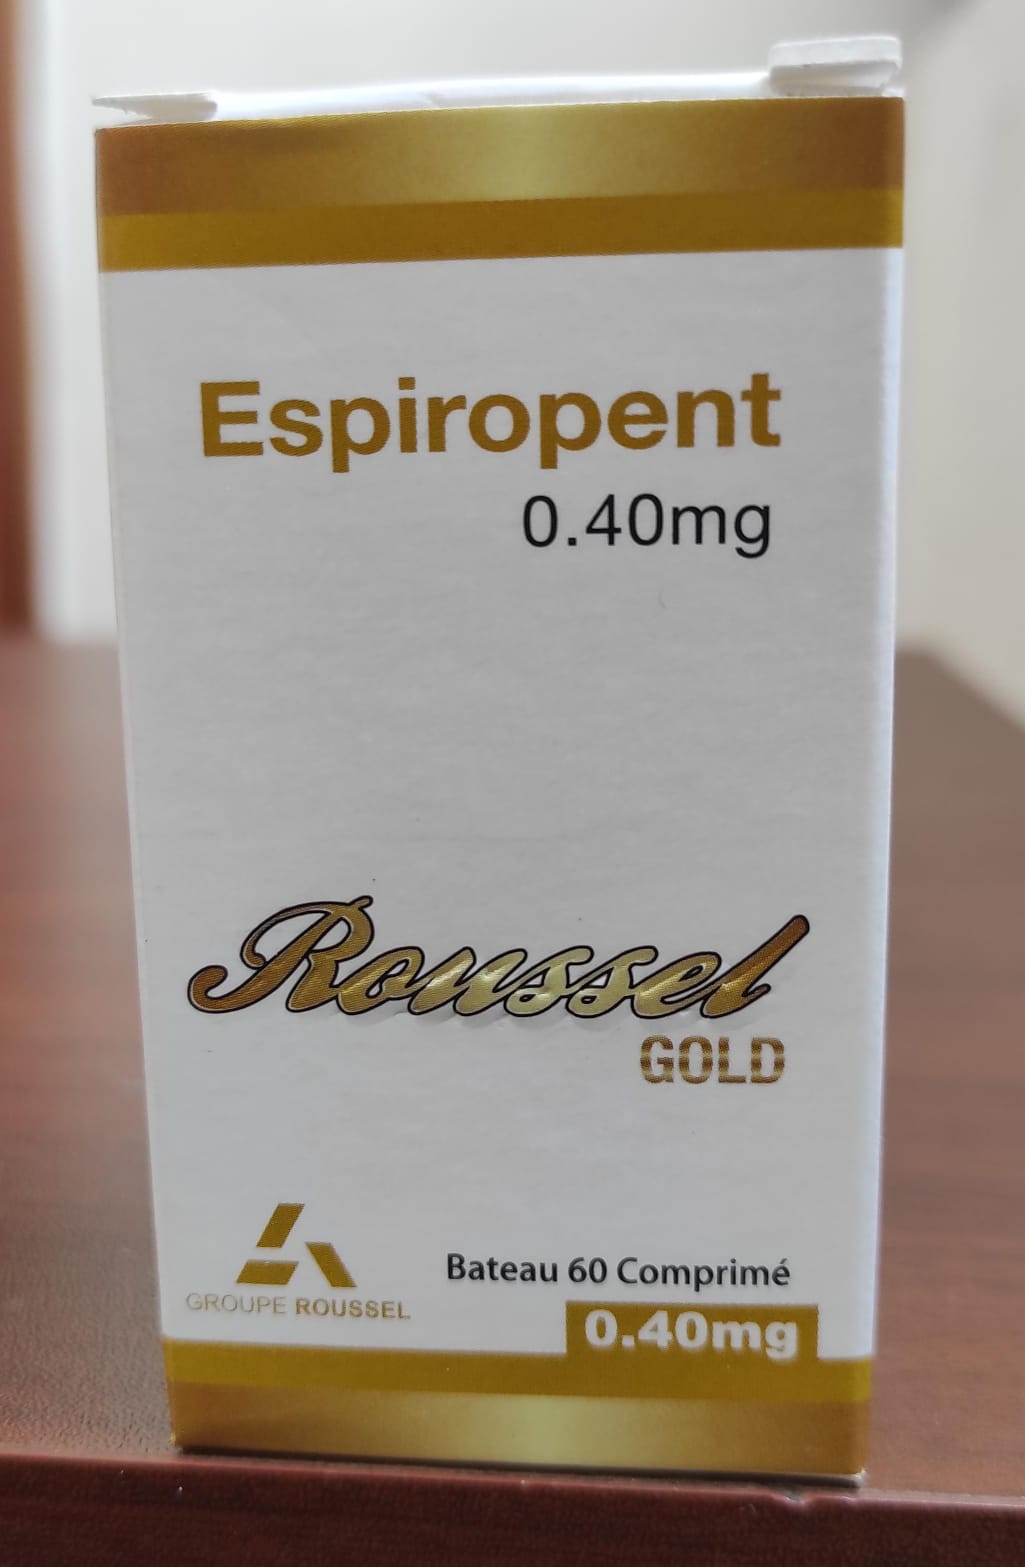 Espiropent
0.40mg
Roussel
GOLD
Bateau 60 Comprimé
GROUPE ROUSSEL
0.40mg